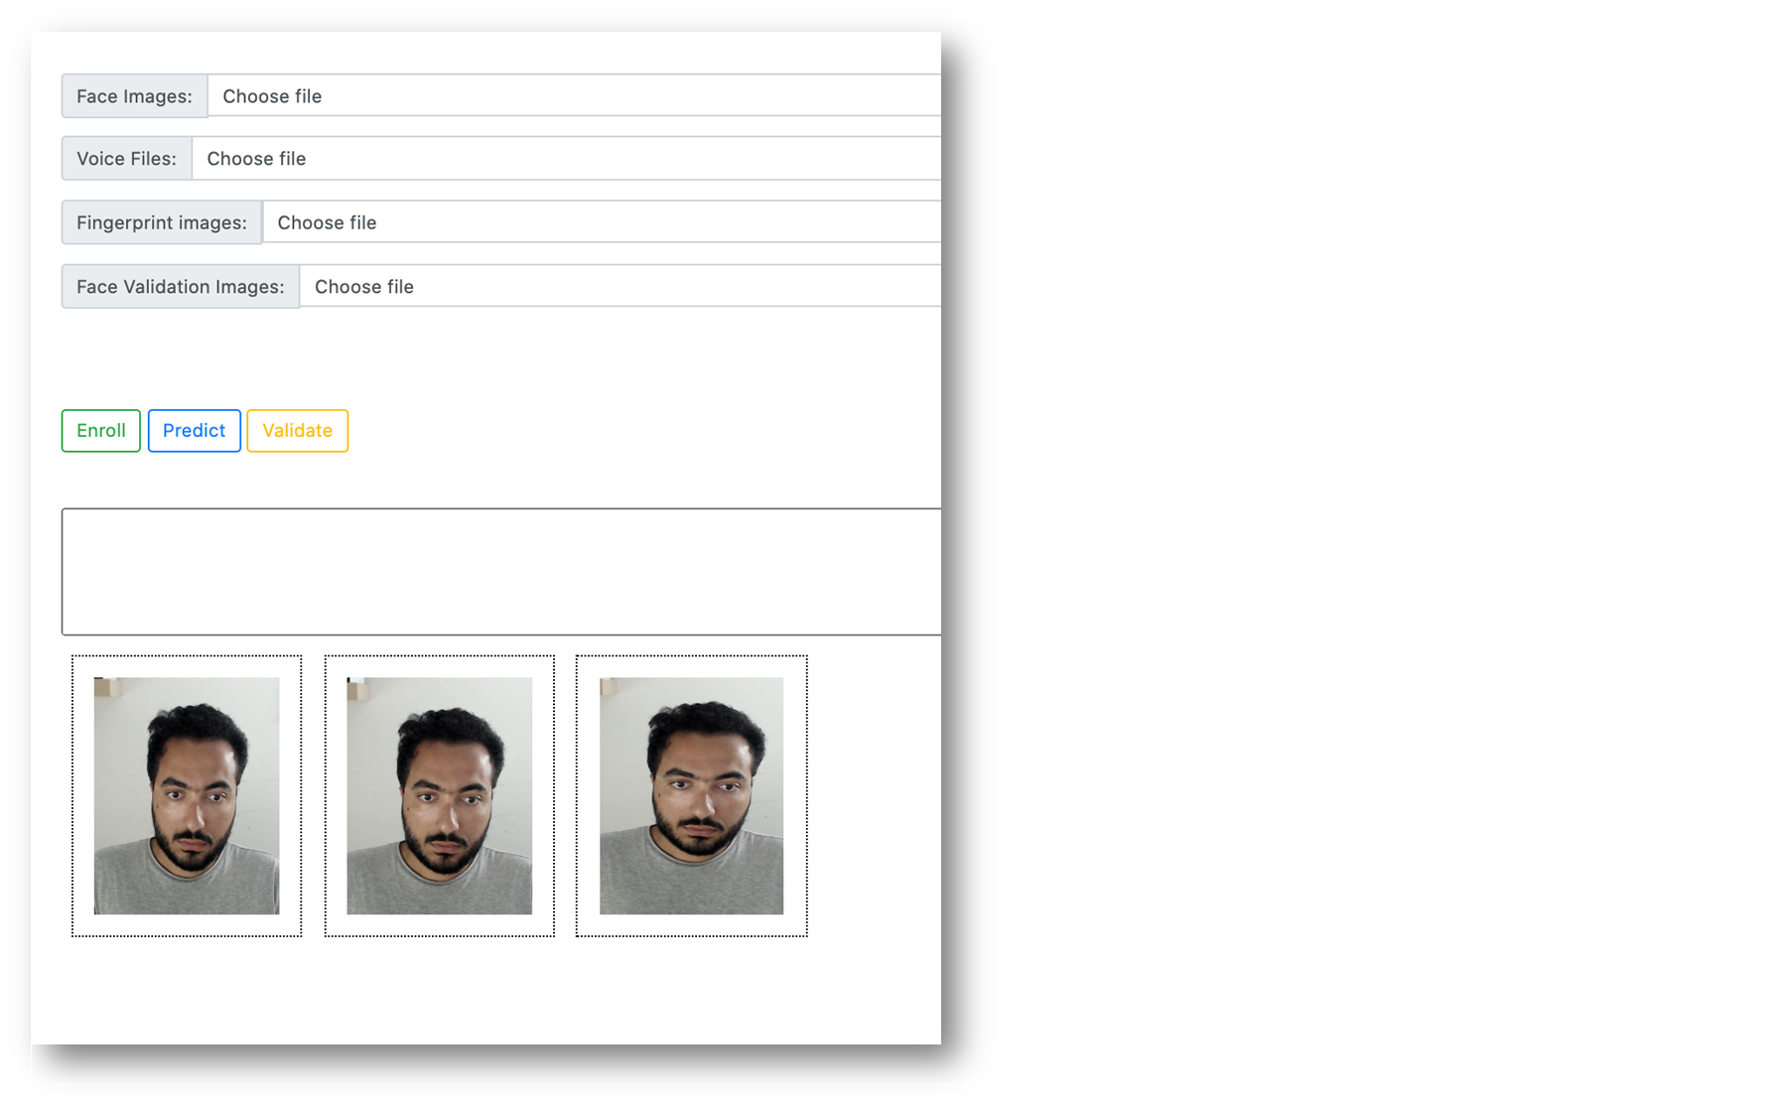 Face Images: Choose file
Voice Files: Choose file
Fingerprint images: Choose file
Face Validation Images: Choose file
Enroll Predict Validate